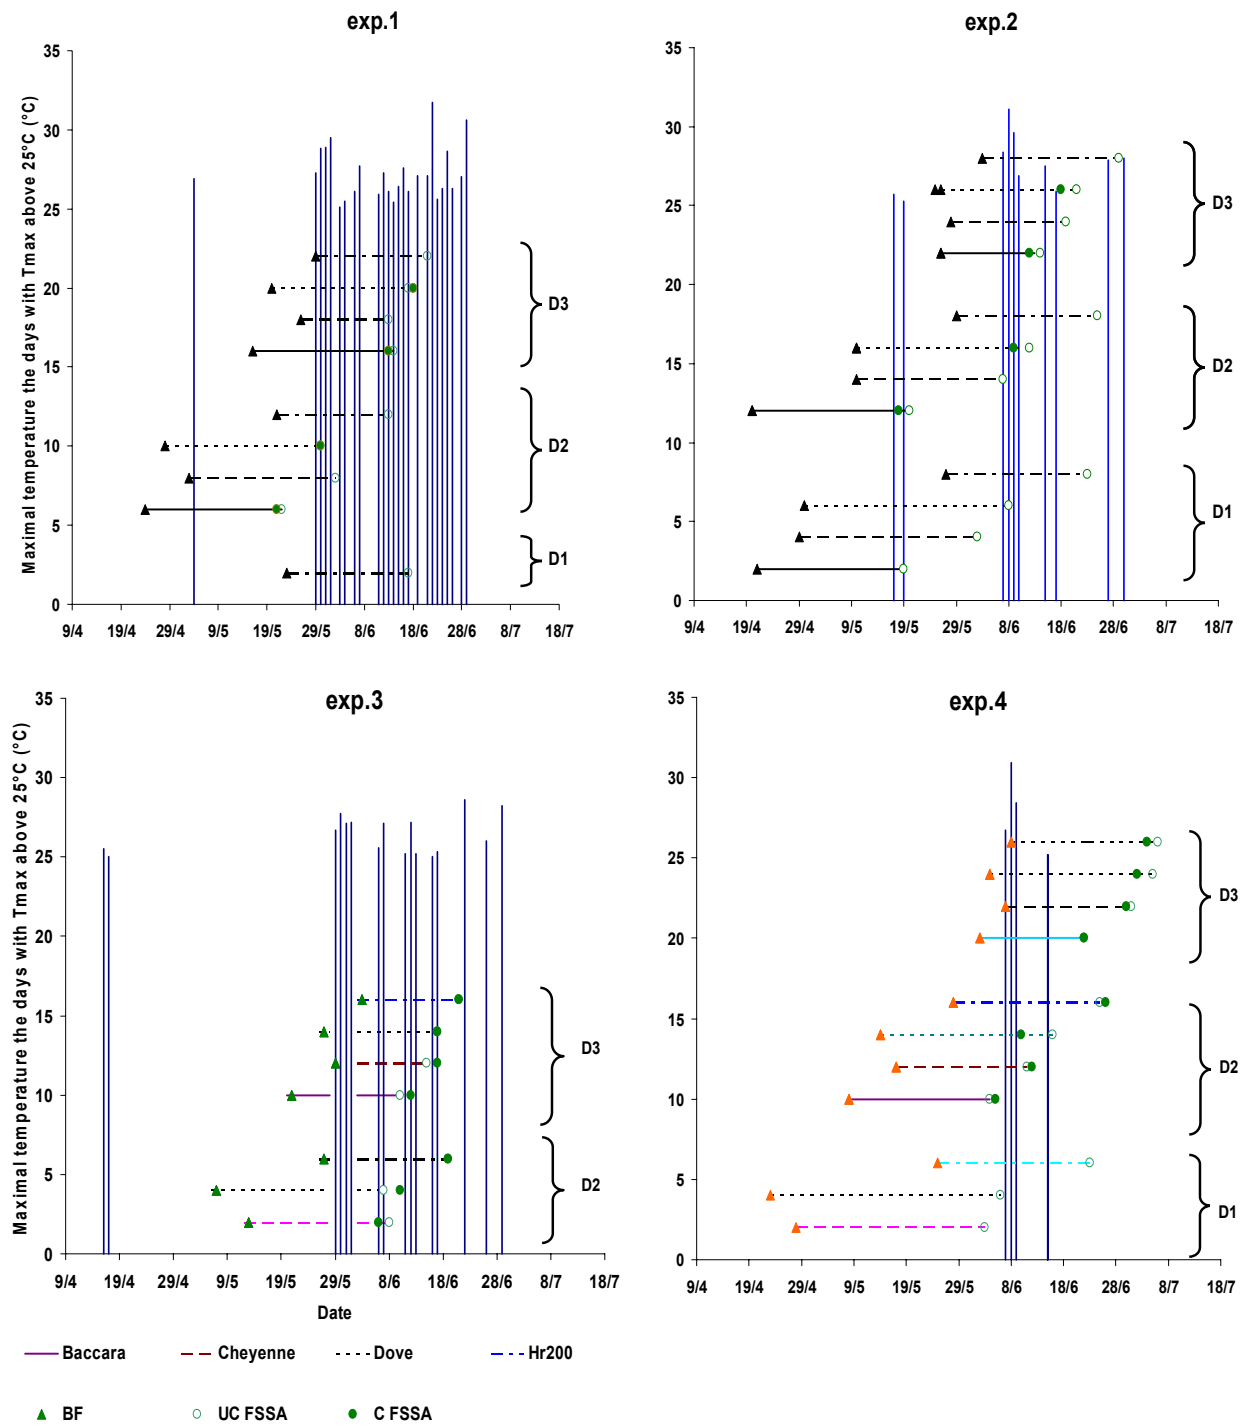 exp.1
exp.2
Maximal temperature the days with Tmax above 25°C (°C)
35
30
25
20
15
10
5
0
D3
D2
D1
9/4 19/4 29/4 9/5 19/5 29/5 8/6 18/6 28/6 8/7 18/7
35
30
25
20
15
10
5
0
D3
D2
D1
9/4 19/4 29/4 9/5 19/5 29/5 8/6 18/6 28/6 8/7 18/7
exp.3
exp.4
Maximal temperature the days with Tmax above 25°C (°C)
35
30
25
20
15
10
5
0
D3
D2
9/4 19/4 29/4 9/5 19/5 29/5 8/6 18/6 28/6 8/7 18/7
Date
35
30
25
20
15
10
5
0
D3
D2
D1
9/4 19/4 29/4 9/5 19/5 29/5 8/6 18/6 28/6 8/7 18/7
Baccara Cheyenne Dove Hr200
BF UC FSSA C FSSA